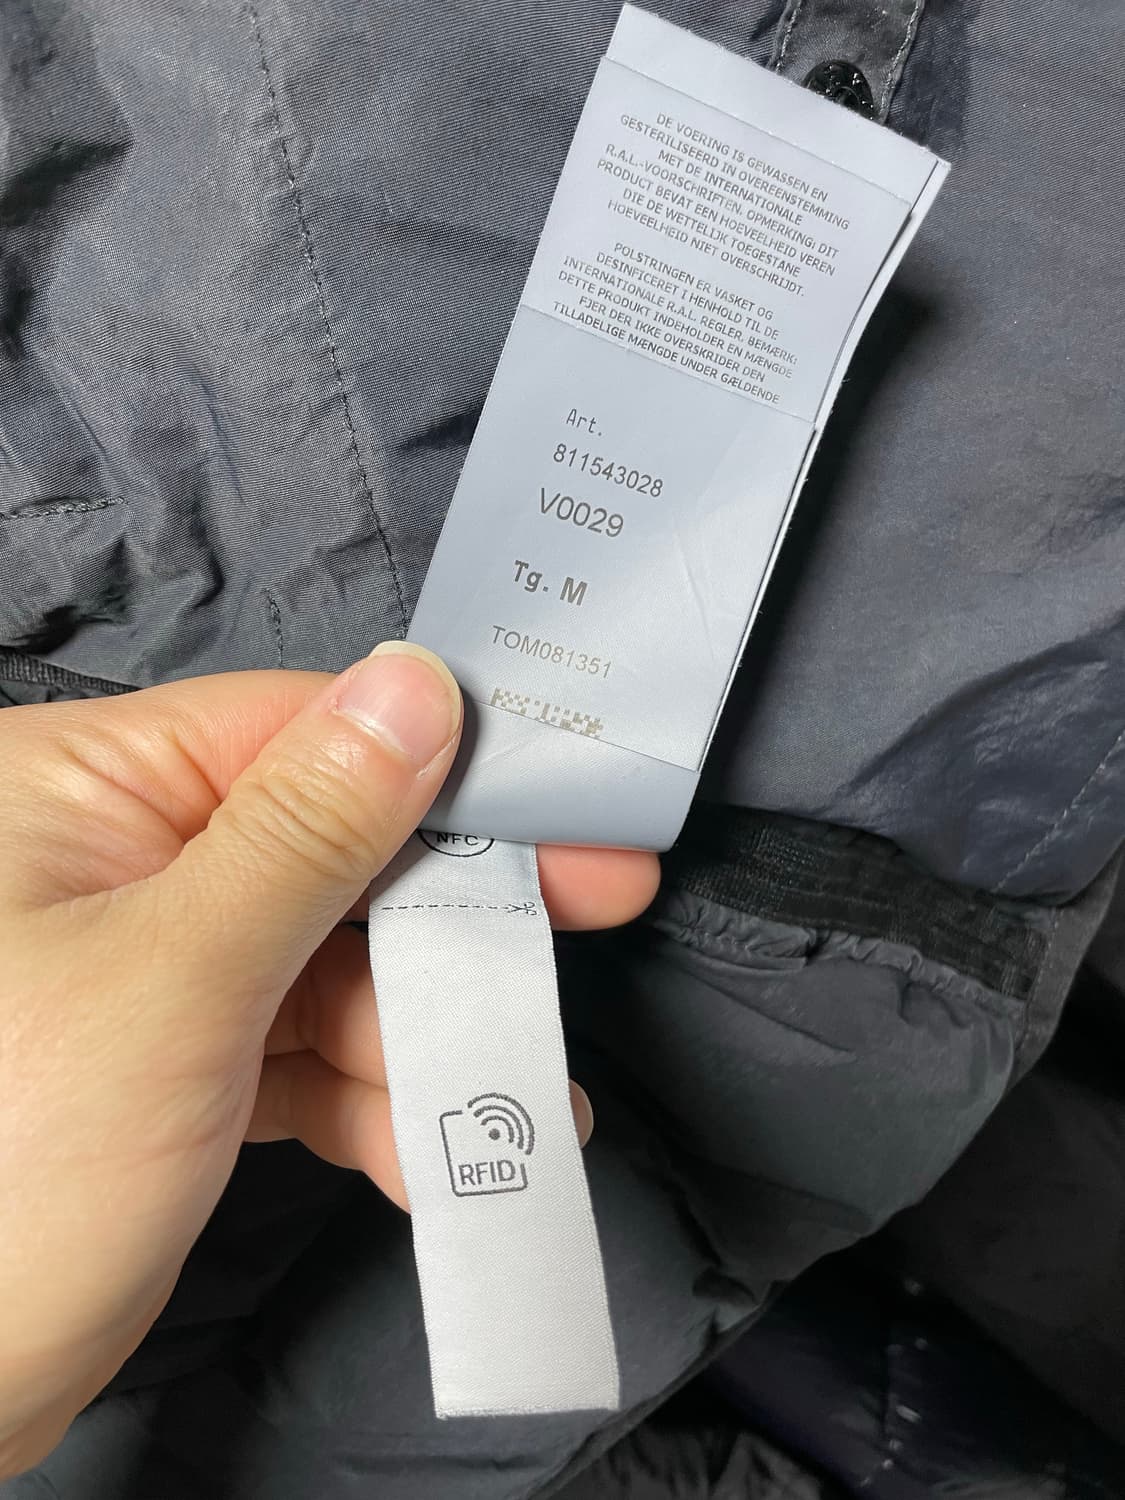 DE VOERING IS GEWASSEN EN
GESTERILISEERD IN OVEREENSTEMMING
MET DE INTERNATIONALE
R.A.L.-VOORSCHRIFTEN. OPMERKING: DIT
PRODUCT BEVAT EEN HOEVEELHEID VEREN
DIE DE WETTELIJK TOEGESTANE
HOEVEELHEID NIET OVERSCHRIJDT.
POLSTRINGEN ER VASKET OG
DESINFICERET I HENHOLD TIL DE
INTERNATIONALE R.A.L. REGLER. BEMÆRK:
DETTE PRODUKT INDEHOLDER EN MÆNGDE
FJER DER IKKE OVERSKRIDER DEN
TILLADELIGE MÆNGDE UNDER GÆLDENDE
Art.
811543028
V0029
Tg. M
TOM081351
NFC
RFID